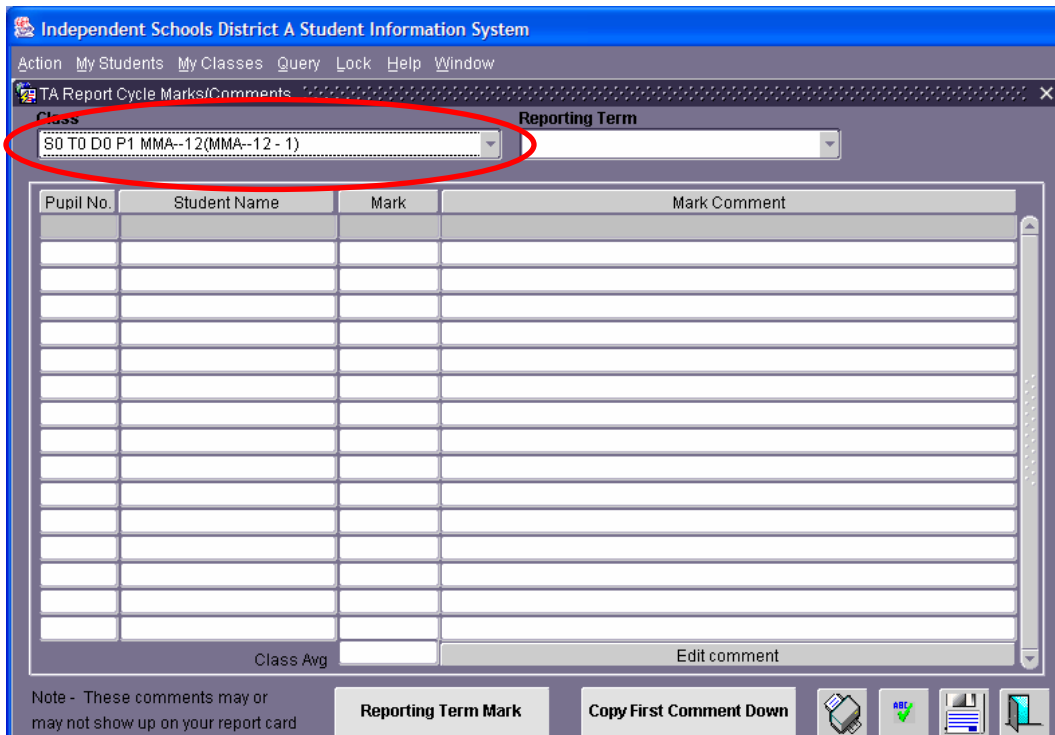 Independent Schools District A Student Information System
Action My Students My Classes Query Lock Help Window
TA Report Cycle Marks/Comments
Class Reporting Term
S0 T0 D0 P1 MMA--12(MMA--12 - 1)
Pupil No. Student Name Mark Mark Comment
Class Avg Edit comment
Note - These comments may or
may not show up on your report card
Reporting Term Mark Copy First Comment Down ABC